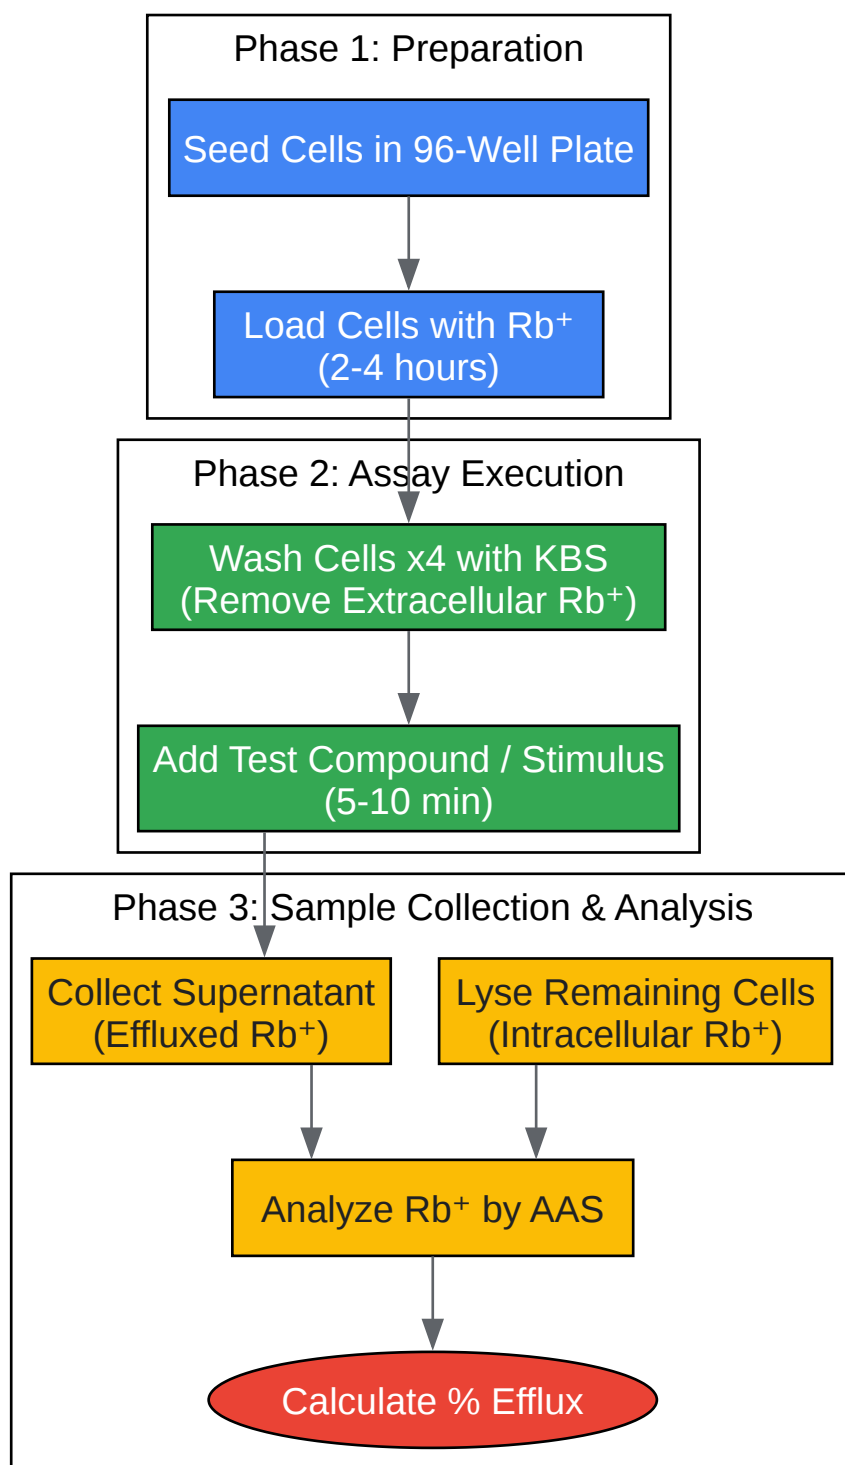 Phase 1: Preparation
Seed Cells in 96-Well Plate
Load Cells with Rb⁺
(2-4 hours)
Phase 2: Assay Execution
Wash Cells x4 with KBS
(Remove Extracellular Rb⁺)
Add Test Compound / Stimulus
(5-10 min)
Phase 3: Sample Collection & Analysis
Collect Supernatant
(Effluxed Rb⁺)
Lyse Remaining Cells
(Intracellular Rb⁺)
Analyze Rb⁺ by AAS
Calculate % Efflux